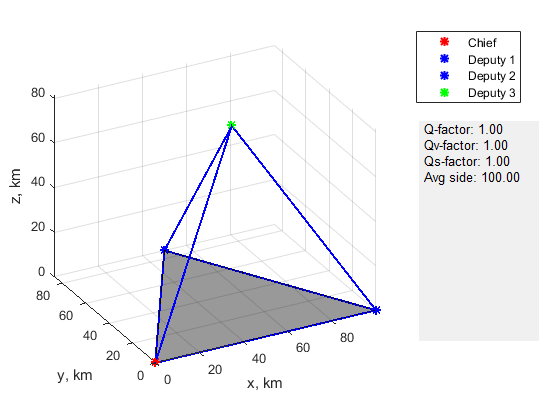 Chief
Deputy 1
Deputy 2
Deputy 3
Q-factor: 1.00
Qv-factor: 1.00
Qs-factor: 1.00
Avg side: 100.00
80
60
40
20
0
z, km
80
60
40
20
0
y, km
0
20
40
60
80
x, km